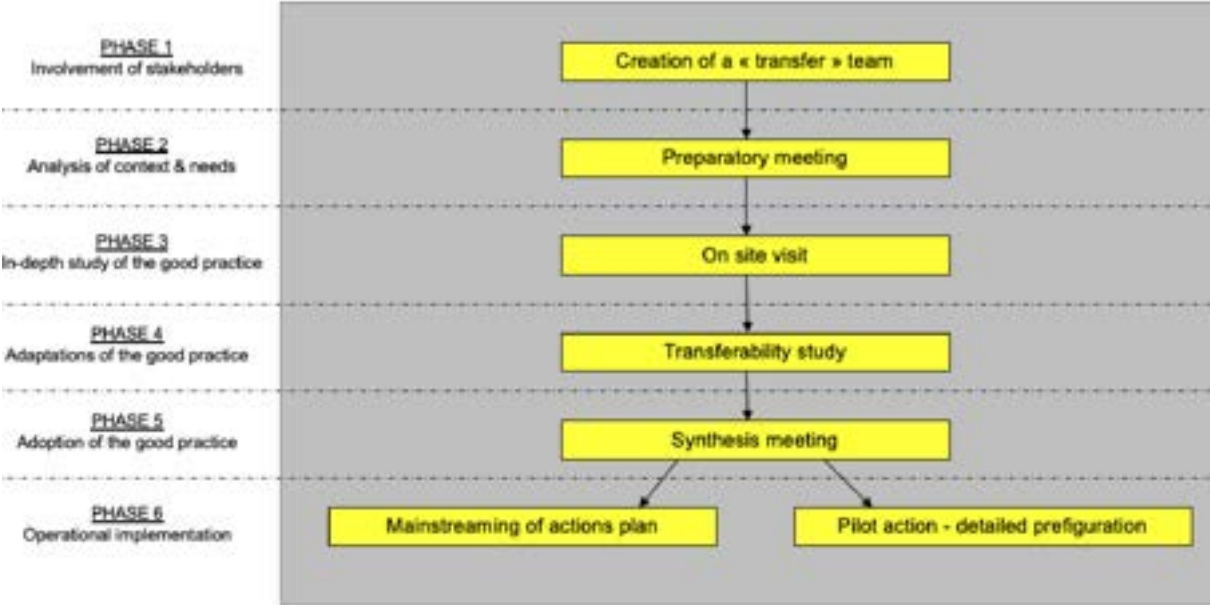 PHASE 1
Involvement of stakeholders
Creation of a « transfer » team
PHASE 2
Analysis of context & needs
Preparatory meeting
PHASE 3
In-depth study of the good practice
On site visit
PHASE 4
Adaptations of the good practice
Transferability study
PHASE 5
Adoption of the good practice
Synthesis meeting
PHASE 6
Operational implementation
Mainstreaming of actions plan
Pilot action - detailed prefiguration